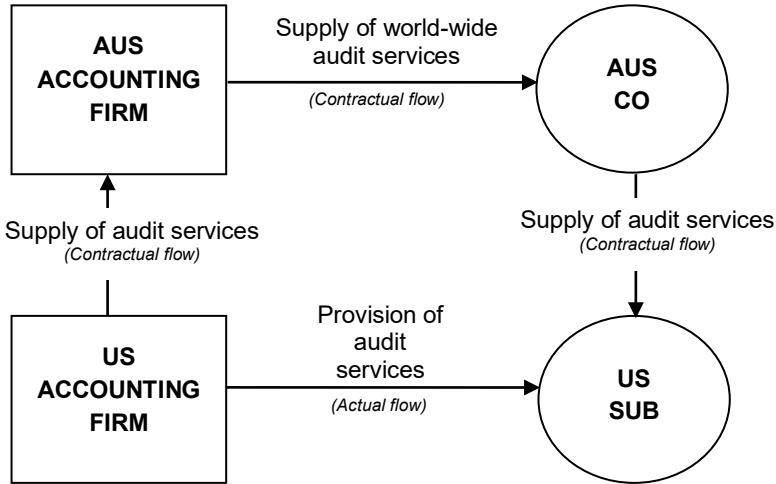 AUS
ACCOUNTING
FIRM
Supply of world-wide
audit services
(Contractual flow)
AUS
CO
Supply of audit services
(Contractual flow)
Supply of audit services
(Contractual flow)
US
ACCOUNTING
FIRM
Provision of
audit
services
(Actual flow)
US
SUB